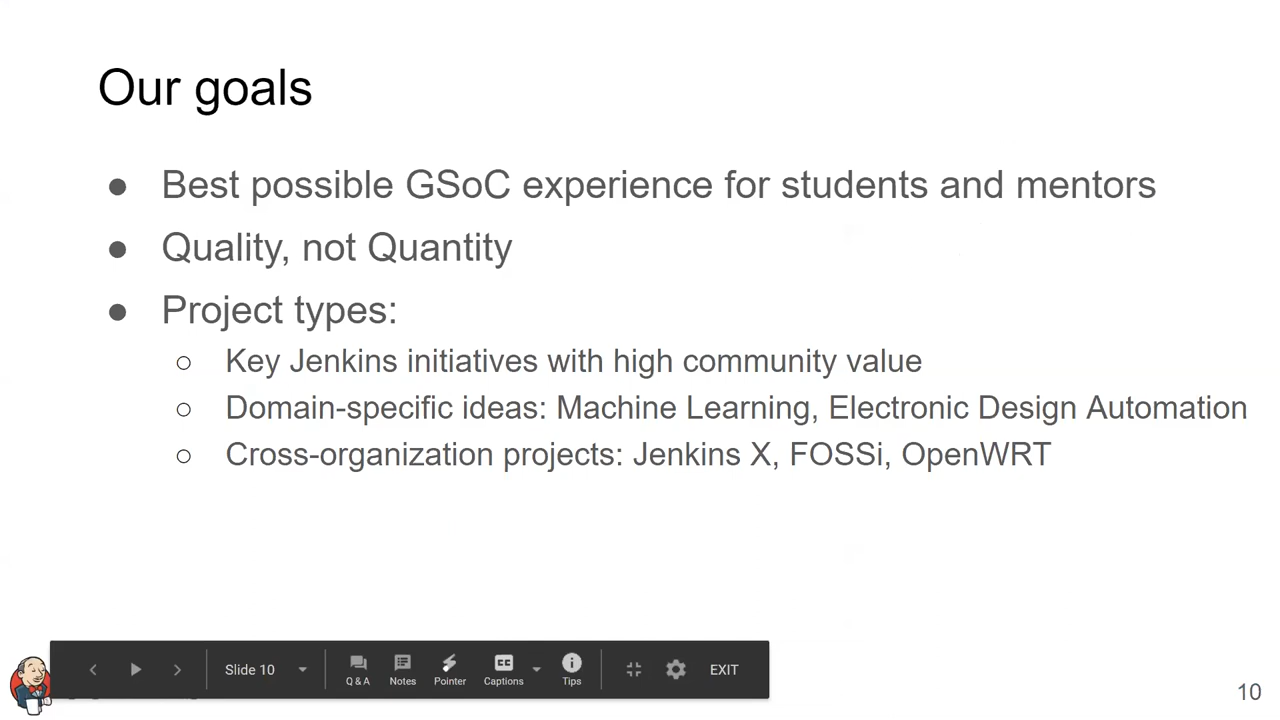 Our goals
● Best possible GSoC experience for students and mentors
● Quality, not Quantity
● Project types:
○ Key Jenkins initiatives with high community value
○ Domain-specific ideas: Machine Learning, Electronic Design Automation
○ Cross-organization projects: Jenkins X, FOSSi, OpenWRT
Slide 10
Q & A Notes Pointer Captions Tips EXIT
10